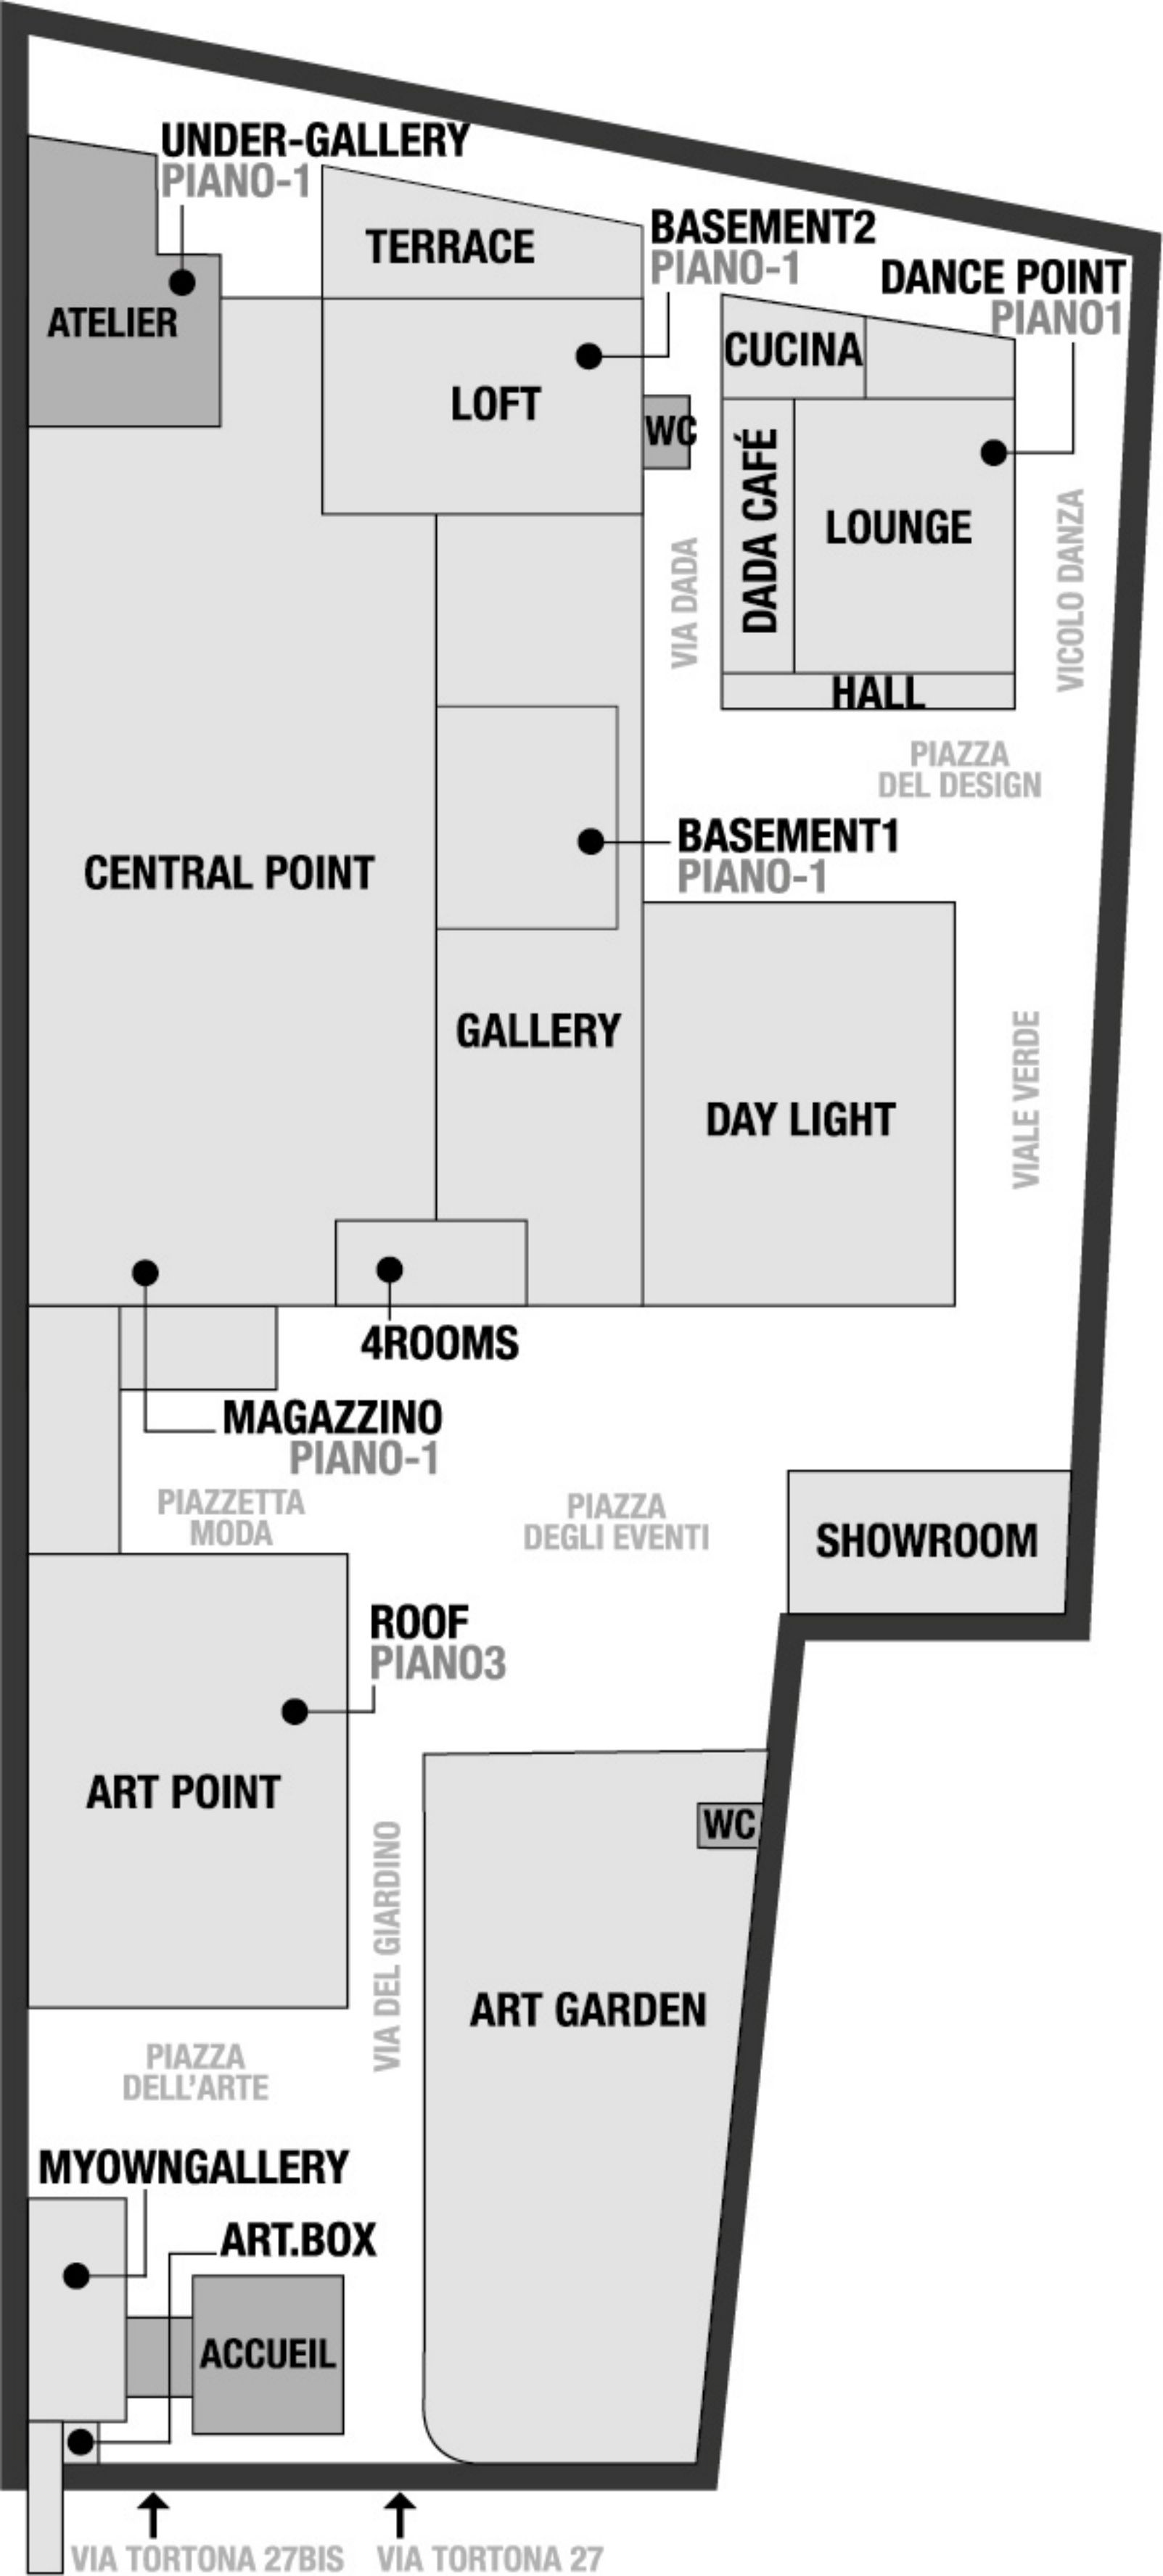 UNDER-GALLERY
PIANO-1
TERRACE
BASEMENT2
PIANO-1
DANCE POINT
PIANO1
ATELIER
CUCINA
LOFT
WC
DADA CAFÉ
LOUNGE
VIA DADA
VICOLO DANZA
HALL
PIAZZA
DEL DESIGN
BASEMENT1
PIANO-1
CENTRAL POINT
GALLERY
DAY LIGHT
VIALE VERDE
4ROOMS
MAGAZZINO
PIANO-1
PIAZZETTA
MODA
PIAZZA
DEGLI EVENTI
SHOWROOM
ROOF
PIANO3
ART POINT
WC
VIA DEL GIARDINO
ART GARDEN
PIAZZA
DELL'ARTE
MYOWNGALLERY
ART.BOX
ACCUEIL
VIA TORTONA 27BIS
VIA TORTONA 27